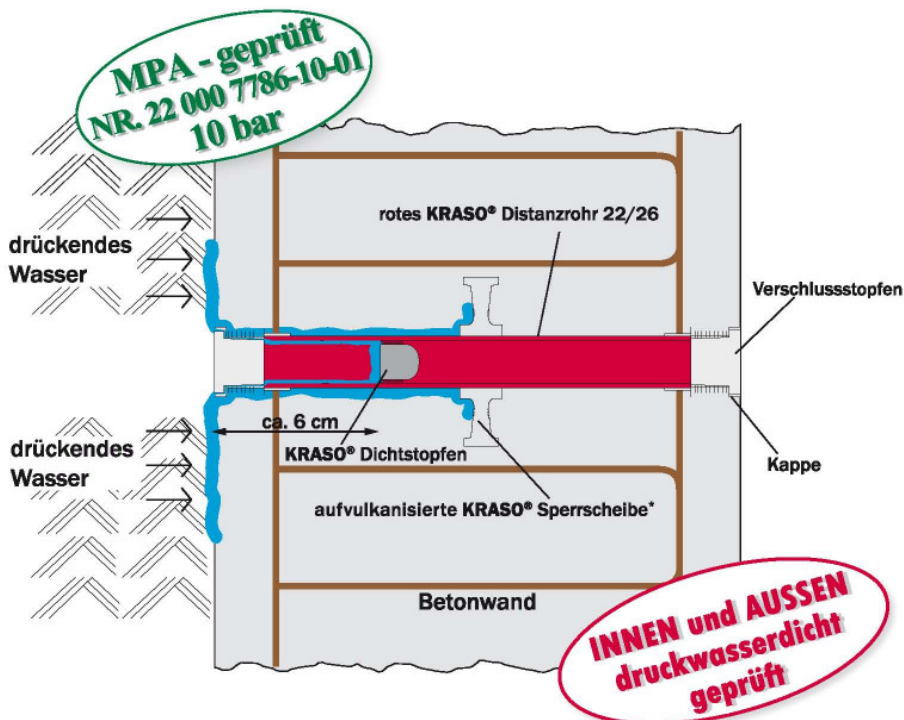 MPA - geprüft
NR. 22 000 7786-10-01
10 bar
rotes KRASO® Distanzrohr 22/26
drückendes
Wasser
Verschlussstopfen
ca. 6 cm
KRASO® Dichtstopfen
drückendes
Wasser
Kappe
aufvulkanisierte KRASO® Sperrscheibe*
Betonwand
INNEN und AUSSEN
druckwasserdicht
geprüft